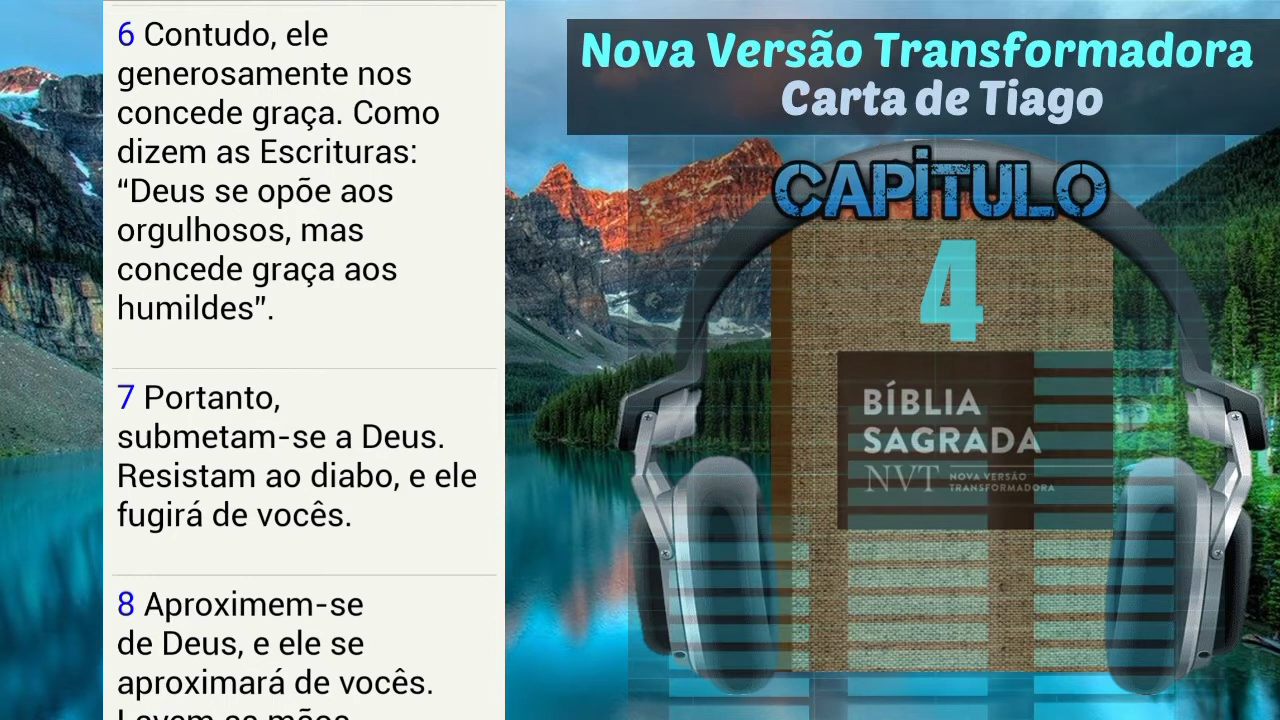 6 Contudo, ele
generosamente nos
concede graça. Como
dizem as Escrituras:
“Deus se opõe aos
orgulhosos, mas
concede graça aos
humildes”.
7 Portanto,
submetam-se a Deus.
Resistam ao diabo, e ele
fugirá de vocês.
8 Aproximem-se
de Deus, e ele se
aproximará de vocês.
Lavem as mãos
Nova Versão Transformadora
Carta de Tiago
CAPÍTULO
4
BÍBLIA
SAGRADA
NVT NOVA VERSÃO
TRANSFORMADORA